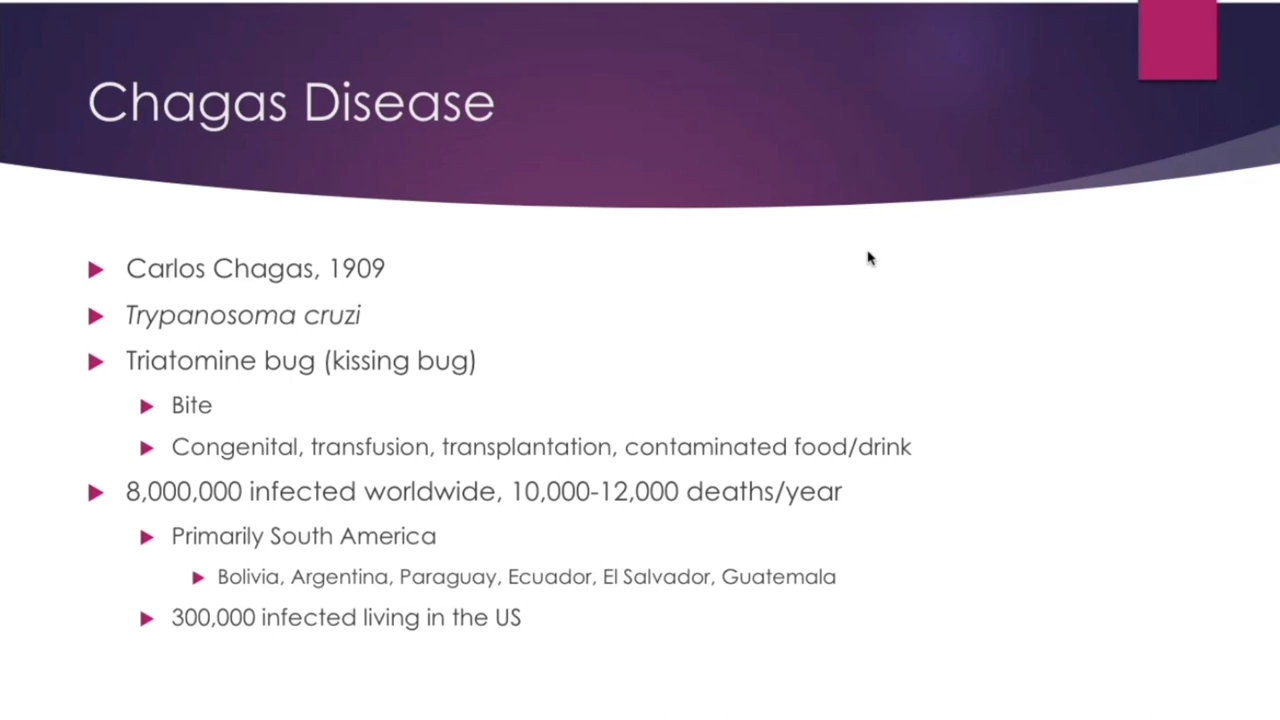 Chagas Disease
Carlos Chagas, 1909
Trypanosoma cruzi
Triatomine bug (kissing bug)
Bite
Congenital, transfusion, transplantation, contaminated food/drink
8,000,000 infected worldwide, 10,000-12,000 deaths/year
Primarily South America
Bolivia, Argentina, Paraguay, Ecuador, El Salvador, Guatemala
300,000 infected living in the US